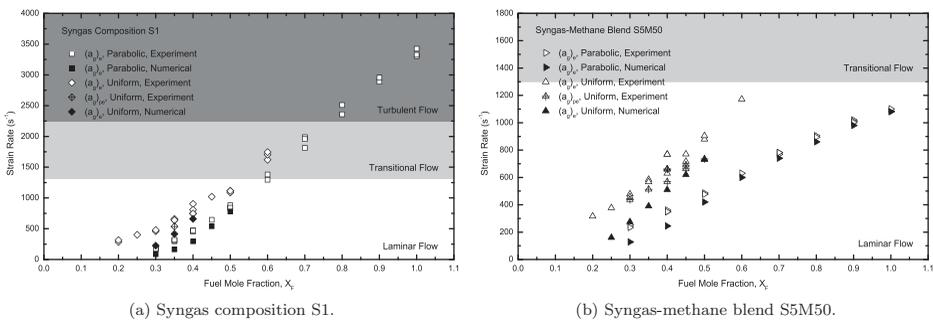 4000
3500
3000
2500
2000
1500
1000
500
0
Strain Rate (s⁻¹)
Syngas Composition S1
(a_g)_e, Parabolic, Experiment
(a_g)_e, Parabolic, Numerical
(a_g)_e, Uniform, Experiment
(a_g)_pe, Uniform, Experiment
(a_g)_e, Uniform, Numerical
Turbulent Flow
Transitional Flow
Laminar Flow
0.0 0.1 0.2 0.3 0.4 0.5 0.6 0.7 0.8 0.9 1.0 1.1
Fuel Mole Fraction, X_F
(a) Syngas composition S1.
1800
1600
1400
1200
1000
800
600
400
200
0
Strain Rate (s⁻¹)
Syngas-Methane Blend S5M50
(a_g)_e, Parabolic, Experiment
(a_g)_e, Parabolic, Numerical
(a_g)_e, Uniform, Experiment
(a_g)_pe, Uniform, Experiment
(a_g)_e, Uniform, Numerical
Transitional Flow
Laminar Flow
0.0 0.1 0.2 0.3 0.4 0.5 0.6 0.7 0.8 0.9 1.0 1.1
Fuel Mole Fraction, X_F
(b) Syngas-methane blend S5M50.